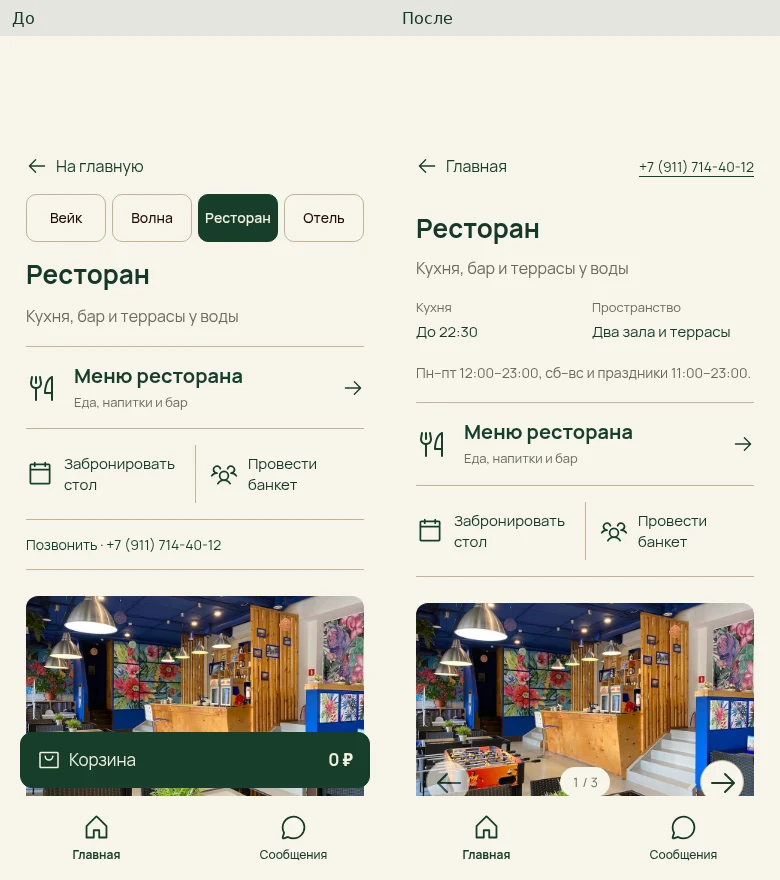 До
На главную
Вейк
Волна
Ресторан
Отель
Ресторан
Кухня, бар и террасы у воды
Меню ресторана
Еда, напитки и бар
Забронировать
стол
Провести
банкет
Позвонить · +7 (911) 714-40-12
Корзина
0 ₽
Главная
Сообщения
После
Главная
+7 (911) 714-40-12
Ресторан
Кухня, бар и террасы у воды
Кухня
До 22:30
Пространство
Два зала и террасы
Пн–пт 12:00–23:00, сб–вс и праздники 11:00–23:00.
Меню ресторана
Еда, напитки и бар
Забронировать
стол
Провести
банкет
1 / 3
Главная
Сообщения